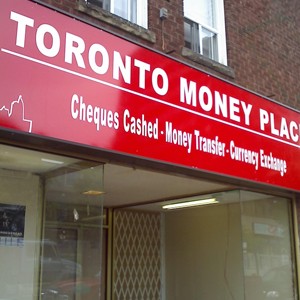 TORONTO MONEY PLAC
Cheques Cashed - Money Transfer - Currency Exchange